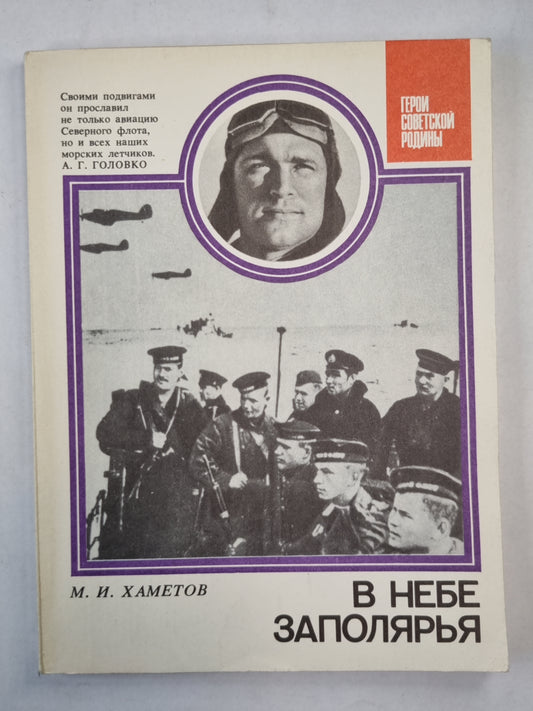 Своими подвигами
он прославил
не только авиацию
Северного флота,
но и всех наших
морских летчиков.
А. Г. ГОЛОВКО
ГЕРОИ
СОВЕТСКОЙ
РОДИНЫ
М. И. ХАМЕТОВ
В НЕБЕ
ЗАПОЛЯРЬЯ